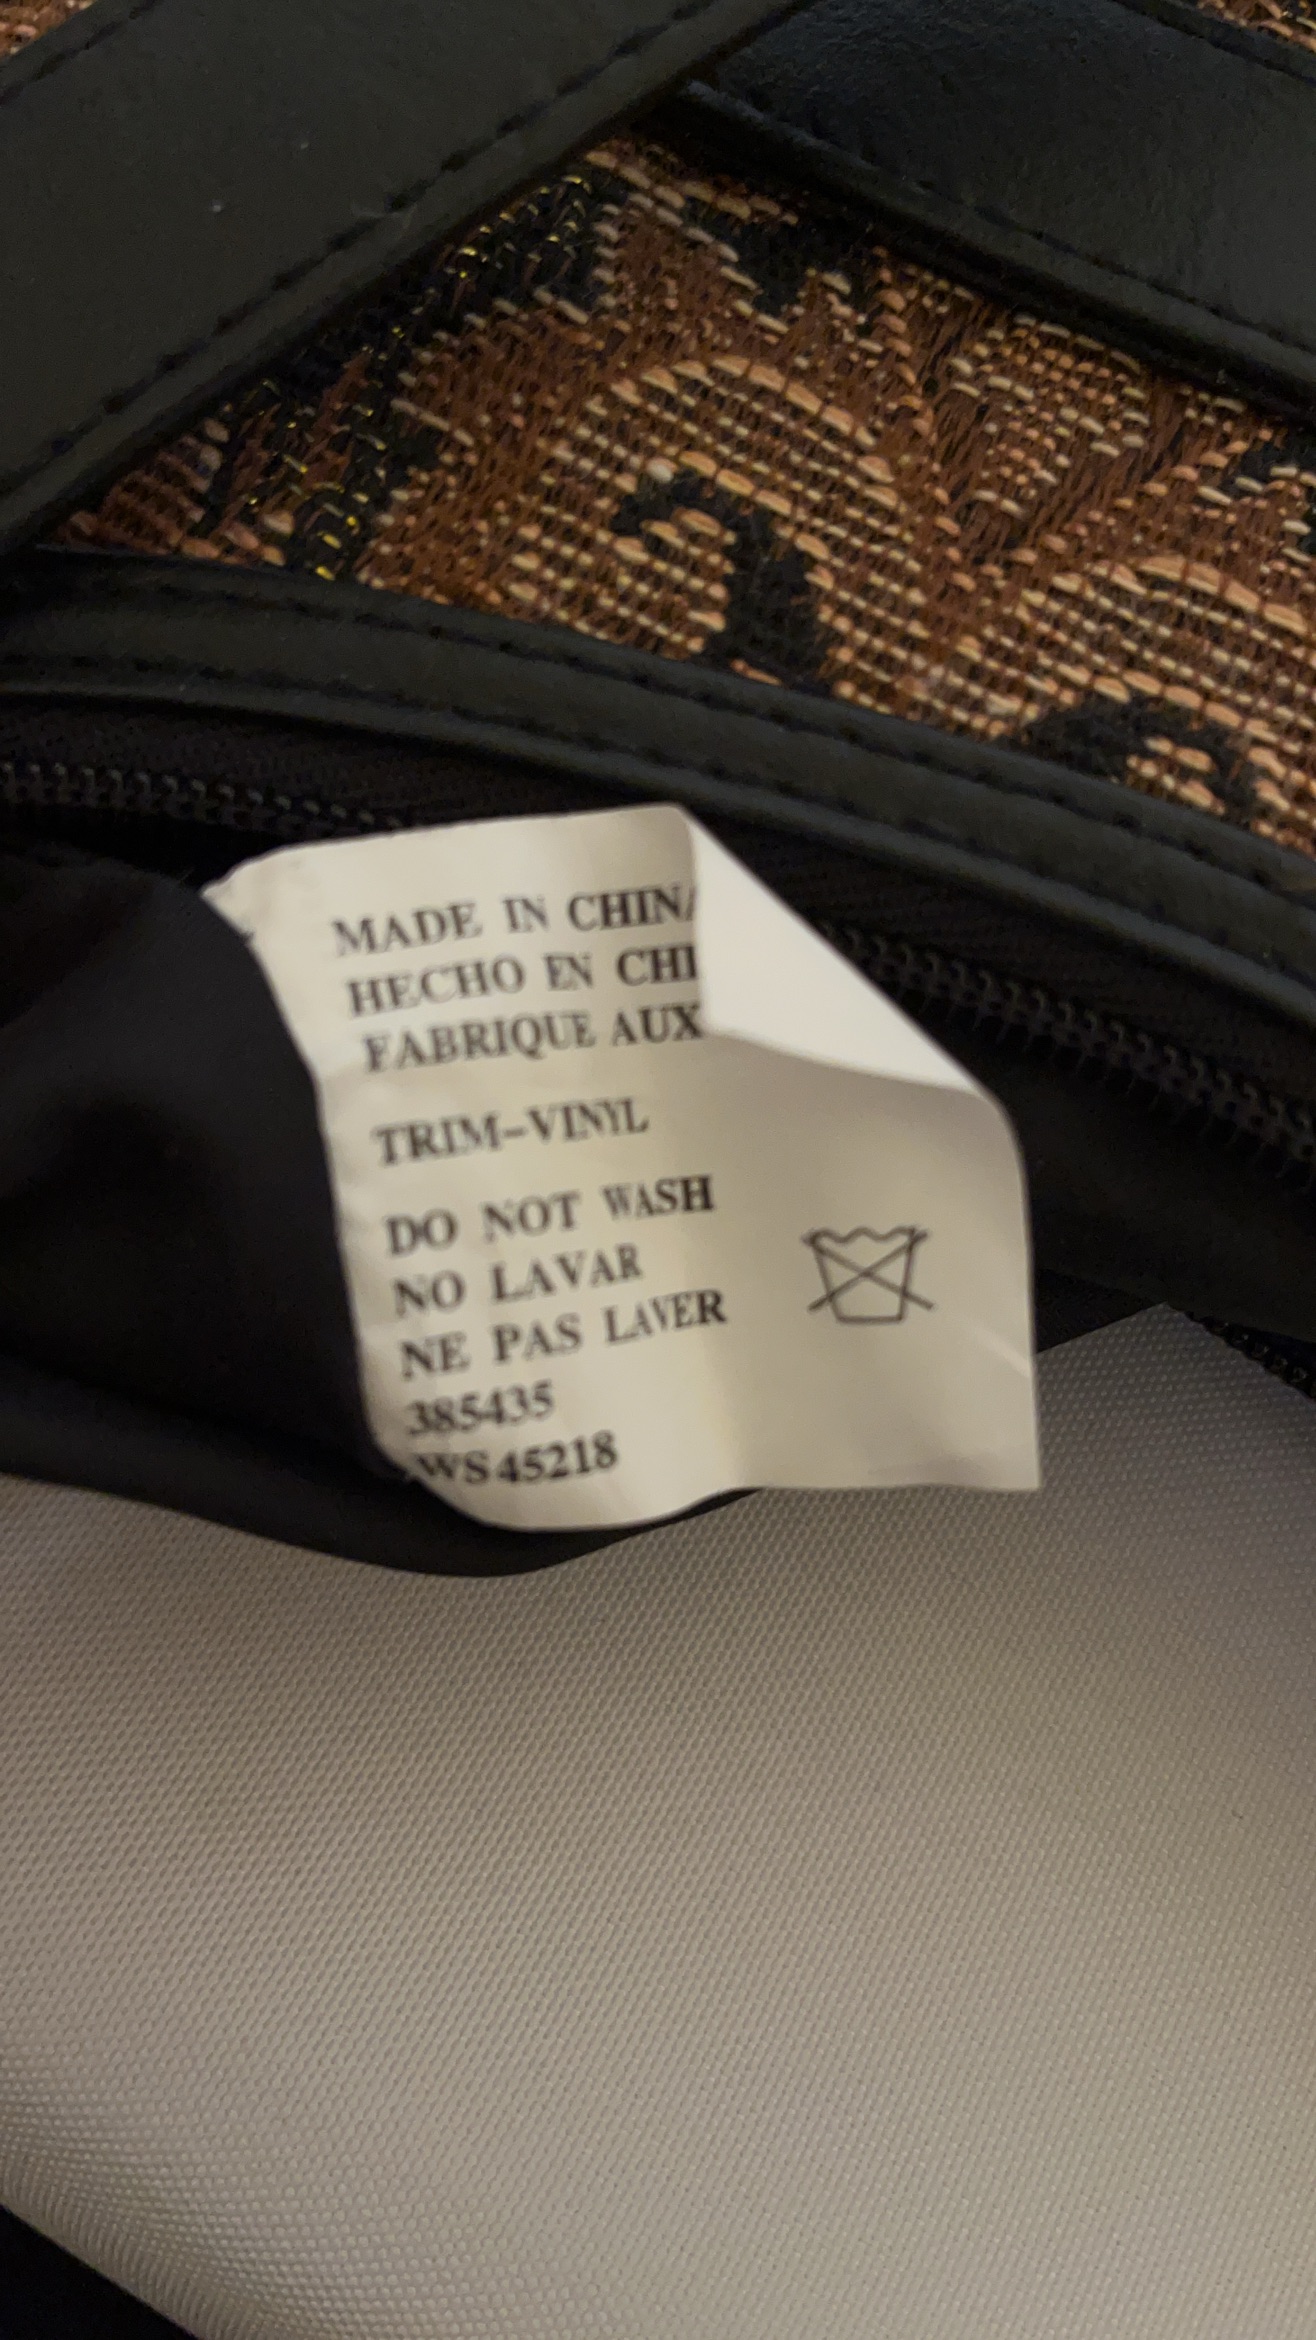 MADE IN CHINA
HECHO EN CHI
FABRIQUE AUX
TRIM-VINYL
DO NOT WASH
NO LAVAR
NE PAS LAVER
385435
WS45218